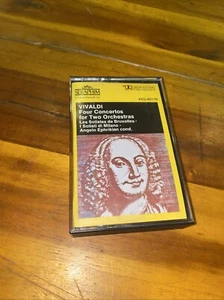 VIVALDI
Four Concertos
for Two Orchestras
Les Solistes de Bruxelles -
I Solisti di Milano -
Angelo Ephrikian cond.